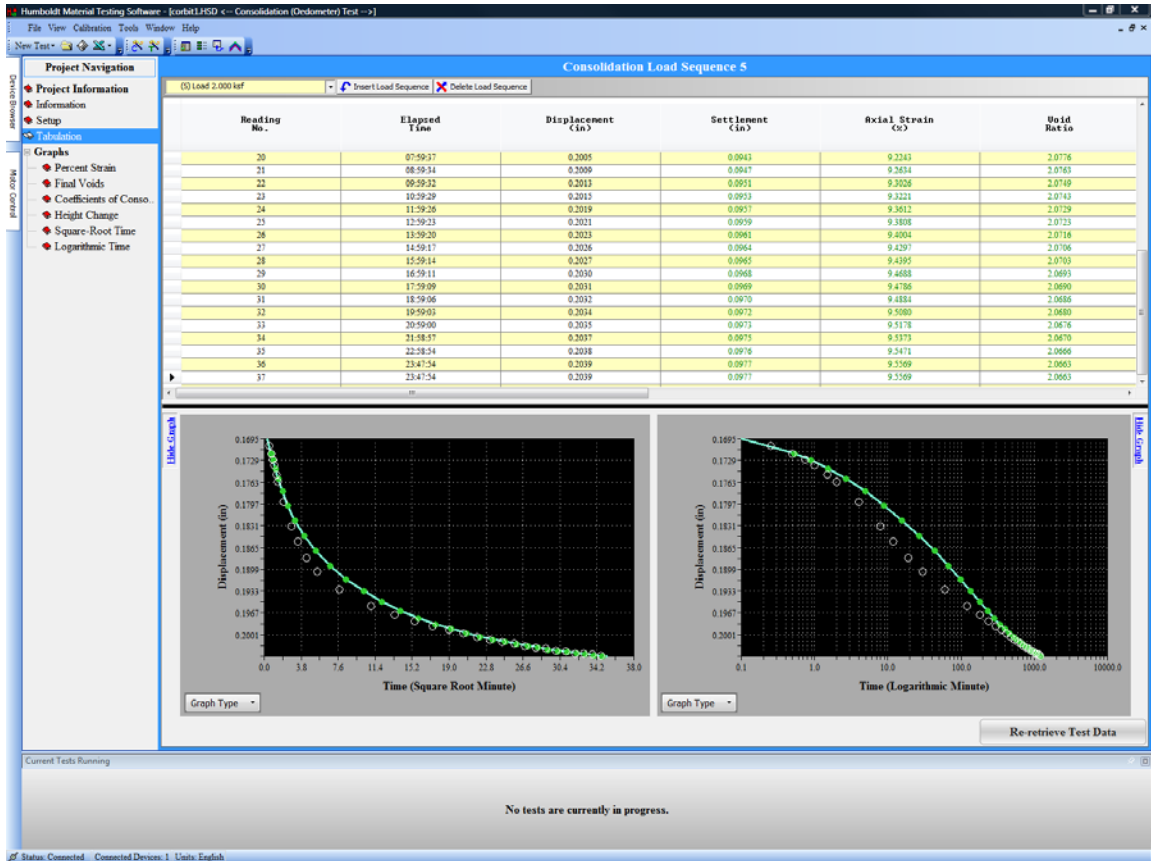 Humboldt Material Testing Software - [corbit1.HSD <-- Consolidation (Oedometer) Test -->]
File View Calibration Tools Window Help
New Test
Project Navigation
Consolidation Load Sequence 5
Device Browser
Motor Control
Project Information
Information
Setup
Tabulation
Graphs
Percent Strain
Final Voids
Coefficients of Conso..
Height Change
Square-Root Time
Logarithmic Time
(5) Load 2.000 ksf Insert Load Sequence Delete Load Sequence
Reading No. Elapsed Time Displacement (in) Settlement (in) Axial Strain (%) Void Ratio
20 07:59:37 0.2005 0.0943 9.2243 2.0776
21 08:59:34 0.2009 0.0947 9.2634 2.0763
22 09:59:32 0.2013 0.0951 9.3026 2.0749
23 10:59:29 0.2015 0.0953 9.3221 2.0743
24 11:59:26 0.2019 0.0957 9.3612 2.0729
25 12:59:23 0.2021 0.0959 9.3808 2.0723
26 13:59:20 0.2023 0.0961 9.4004 2.0716
27 14:59:17 0.2026 0.0964 9.4297 2.0706
28 15:59:14 0.2027 0.0965 9.4395 2.0703
29 16:59:11 0.2030 0.0968 9.4688 2.0693
30 17:59:09 0.2031 0.0969 9.4786 2.0690
31 18:59:06 0.2032 0.0970 9.4884 2.0686
32 19:59:03 0.2034 0.0972 9.5080 2.0680
33 20:59:00 0.2035 0.0973 9.5178 2.0676
34 21:58:57 0.2037 0.0975 9.5373 2.0670
35 22:58:54 0.2038 0.0976 9.5471 2.0666
36 23:47:54 0.2039 0.0977 9.5569 2.0663
37 23:47:54 0.2039 0.0977 9.5569 2.0663
Hide Graph
Displacement (in)
0.1695
0.1729
0.1763
0.1797
0.1831
0.1865
0.1899
0.1933
0.1967
0.2001
0.0 3.8 7.6 11.4 15.2 19.0 22.8 26.6 30.4 34.2 38.0
Time (Square Root Minute)
Graph Type
Displacement (in)
0.1695
0.1729
0.1763
0.1797
0.1831
0.1865
0.1899
0.1933
0.1967
0.2001
0.1 1.0 10.0 100.0 1000.0 10000.0
Time (Logarithmic Minute)
Graph Type
Hide Graph
Re-retrieve Test Data
Current Tests Running
No tests are currently in progress.
Status: Connected Connected Devices: 1 Units: English